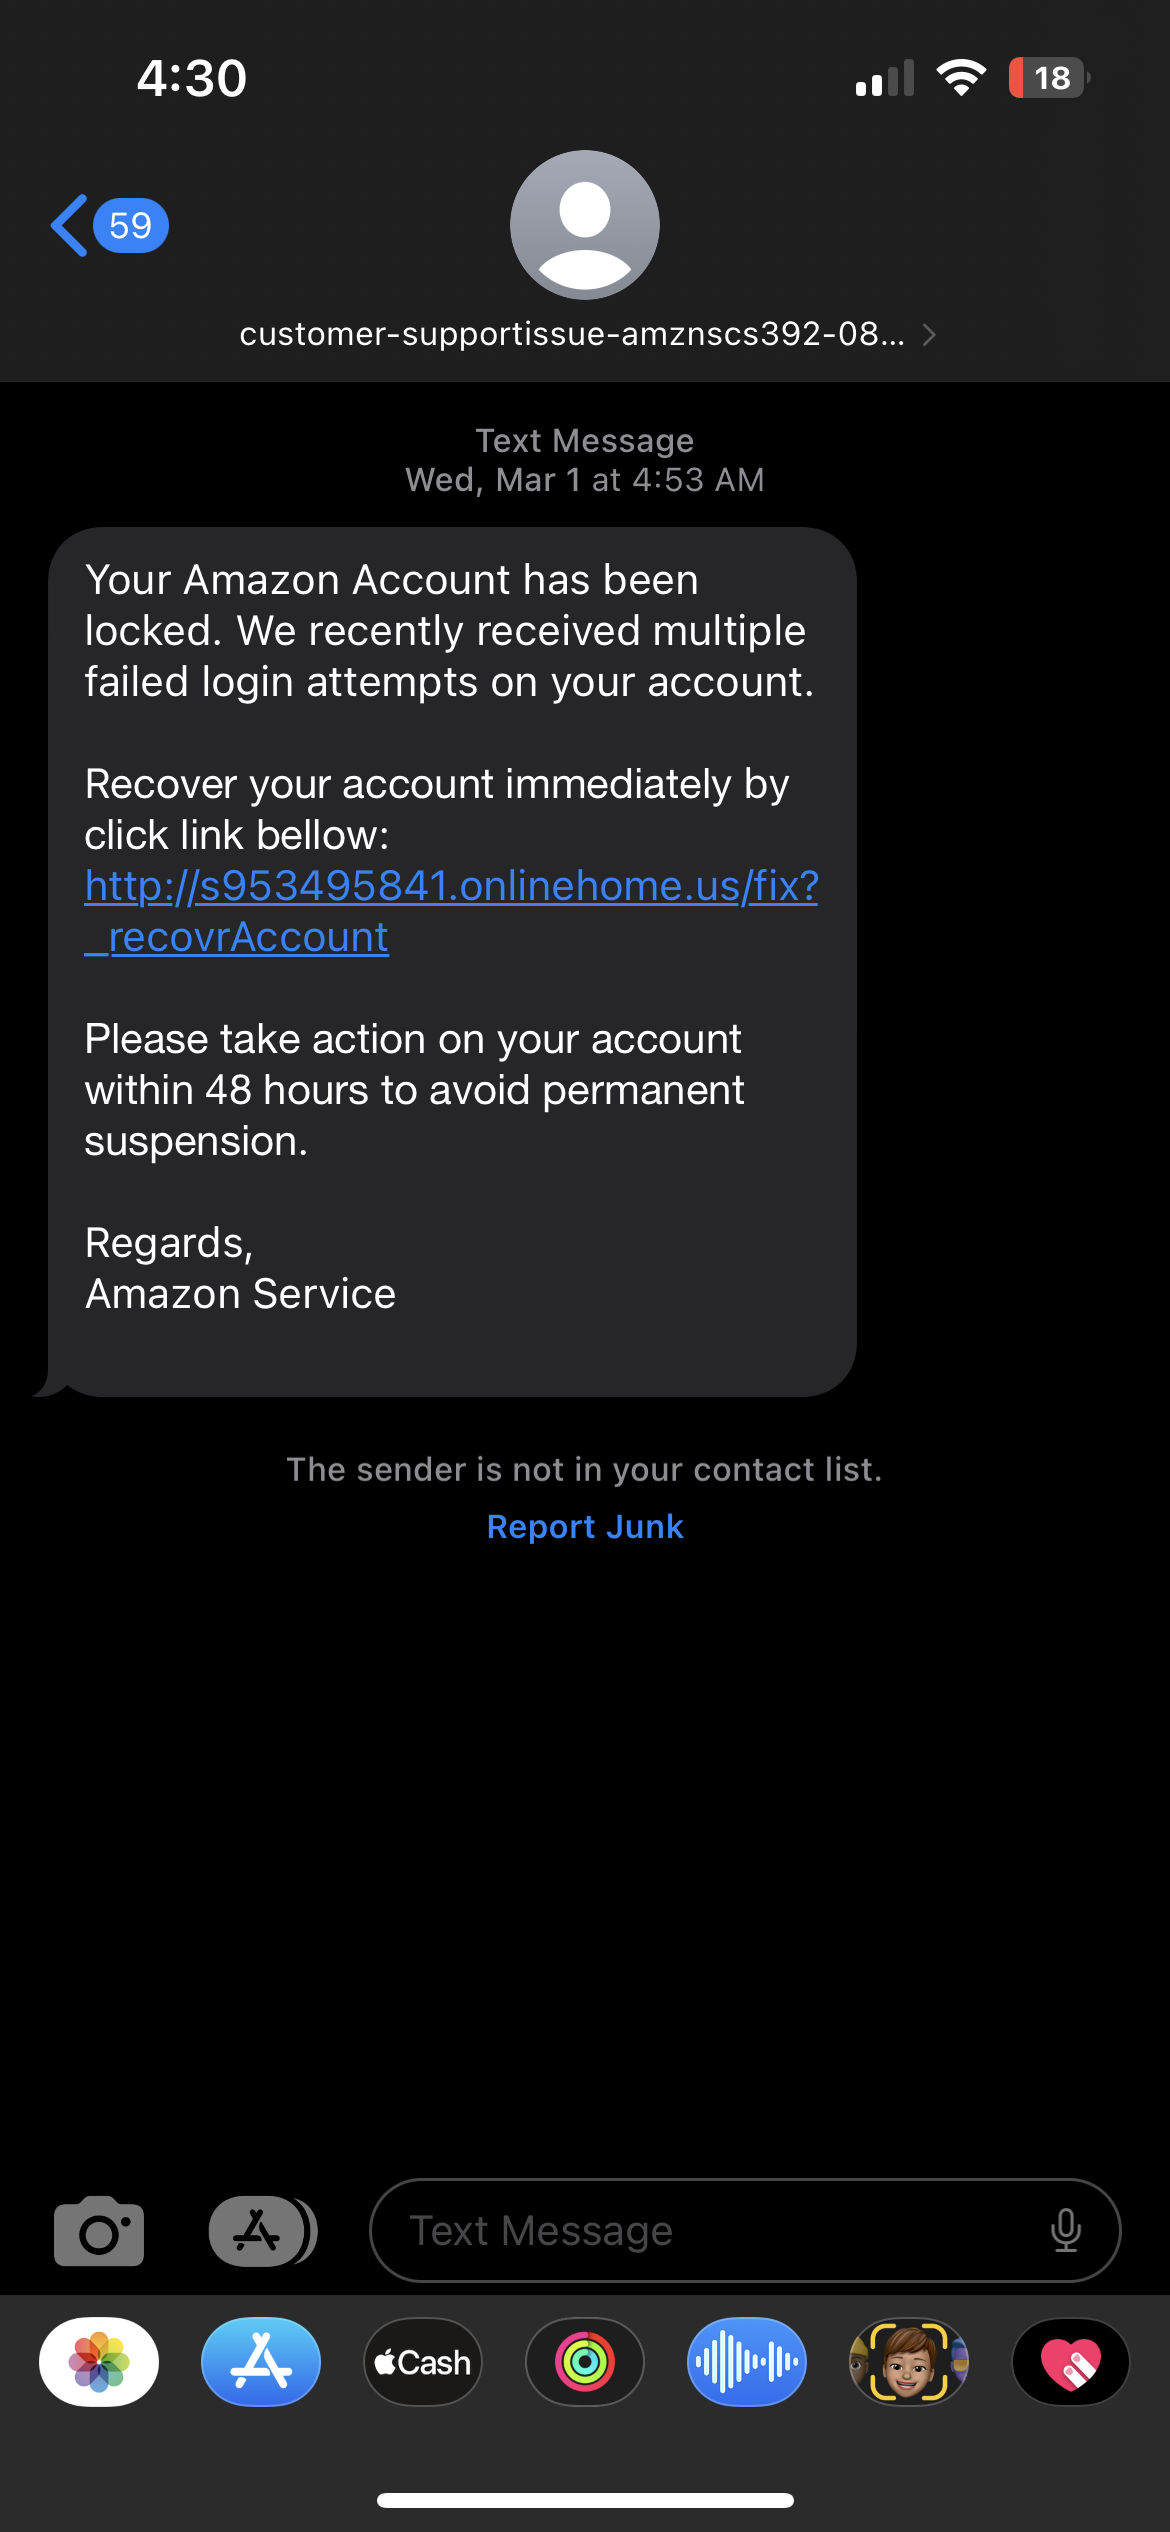 4:30
18
59
customer-supportissue-amznscs392-08...
Text Message
Wed, Mar 1 at 4:53 AM
Your Amazon Account has been
locked. We recently received multiple
failed login attempts on your account.
Recover your account immediately by
click link bellow:
http://s953495841.onlinehome.us/fix?
_recovrAccount
Please take action on your account
within 48 hours to avoid permanent
suspension.
Regards,
Amazon Service
The sender is not in your contact list.
Report Junk
Text Message
Cash